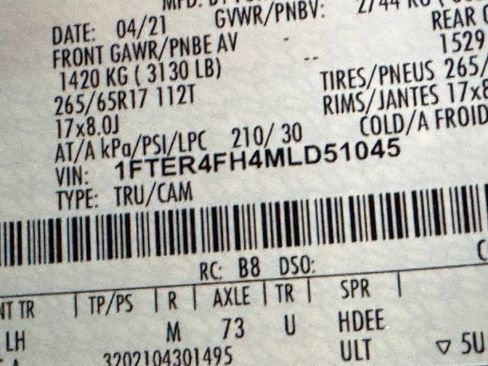 DATE: 04/21 GVWR/PNBV:
FRONT GAWR/PNBE AV REAR
1420 KG ( 3130 LB) 1529
265/65R17 112T TIRES/PNEUS 265/
17x8.0J RIMS/JANTES 17x8
AT/A kPa/PSI/LPC 210/ 30 COLD/A FROID
VIN: 1FTER4FH4MLD51045
TYPE: TRU/CAM
RC: B8 DSO:
NT TR | TP/PS | R | AXLE | TR | SPR |
LH M 73 U HDEE
3202104301495 ULT ▽ 5U